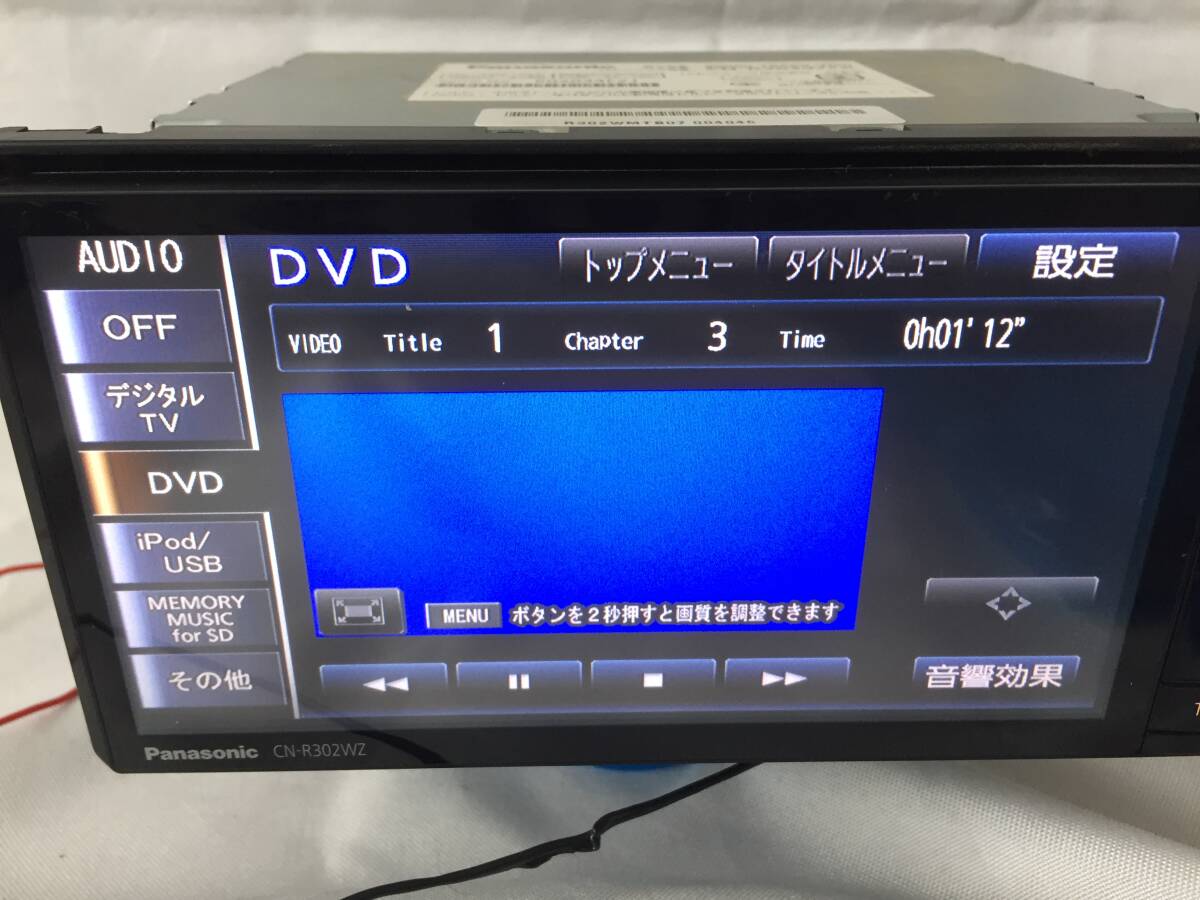 R302WMTB07 004046
AUDIO
OFF
デジタル
TV
DVD
iPod/
USB
MEMORY
MUSIC
for SD
その他
DVD
トップメニュー
タイトルメニュー
設定
VIDEO Title 1 Chapter 3 Time 0h01'12”
MENU ボタンを2秒押すと画質を調整できます
音響効果
Panasonic CN-R302WZ